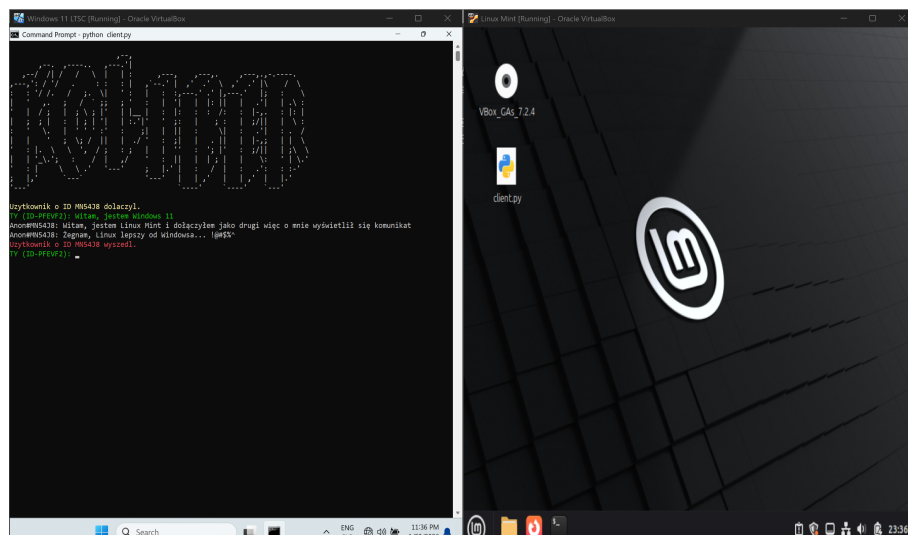 Windows 11 LTSC [Running] - Oracle VirtualBox
Command Prompt - python client.py
Uzytkownik o ID MN54J8 dolaczyl.
TY (ID-PFEVF2): Witam, jestem Windows 11
Anon#MN54J8: Witam, jestem Linux Mint i dołączyłem jako drugi więc o mnie wyświetlił się komunikat
Anon#MN54J8: Żegnam, Linux lepszy od Windowsa... !@#$%^
Uzytkownik o ID MN54J8 wyszedl.
TY (ID-PFEVF2):
Search
ENG
11:36 PM
Linux Mint [Running] - Oracle VirtualBox
VBox_GAs_7.2.4
client.py
23:36